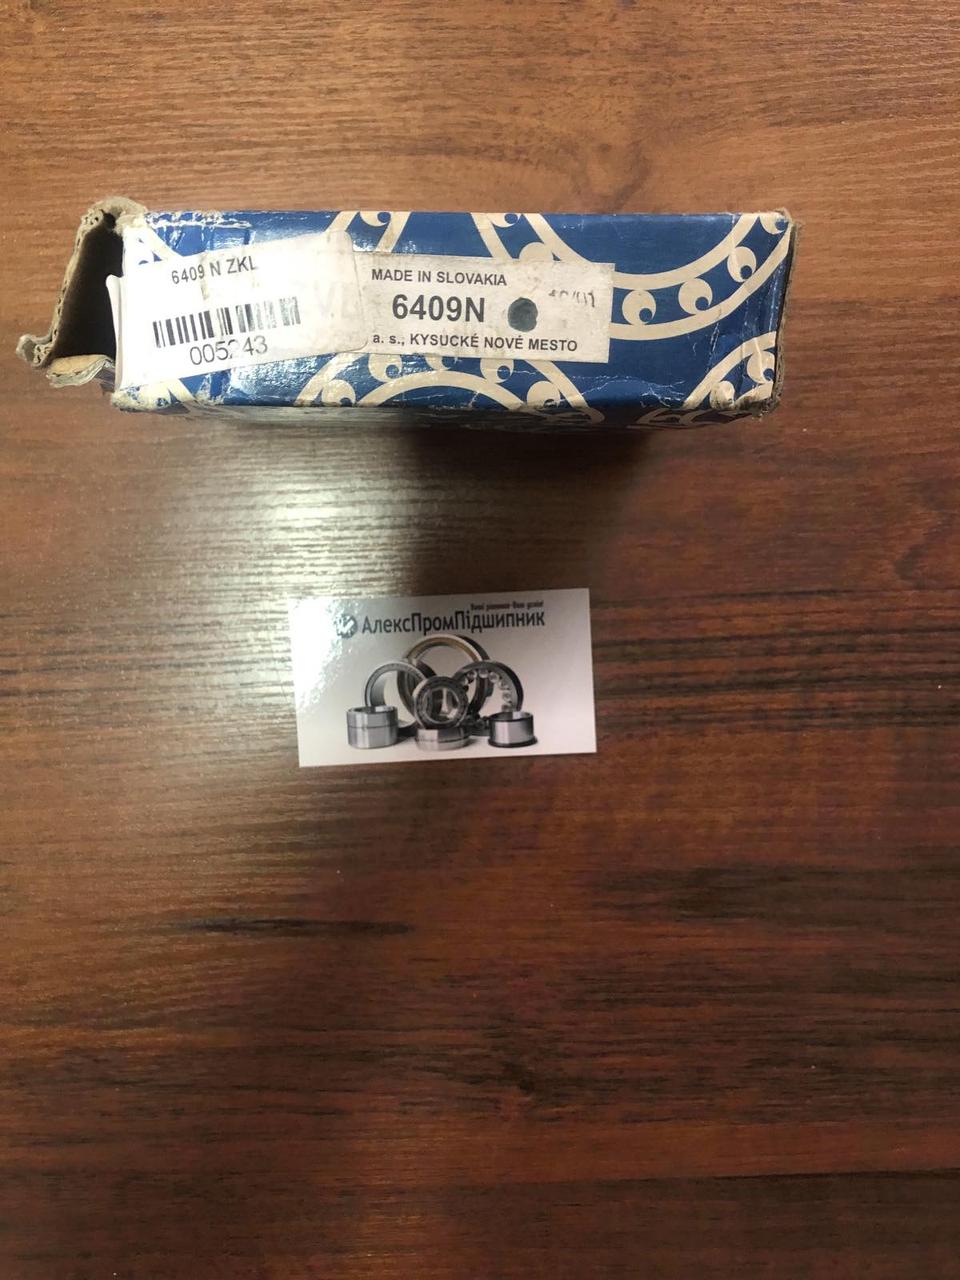 6409 N ZKL
005243
MADE IN SLOVAKIA
6409N
a. s., KYSUCKÉ NOVÉ MESTO
АлексПромПідшипник